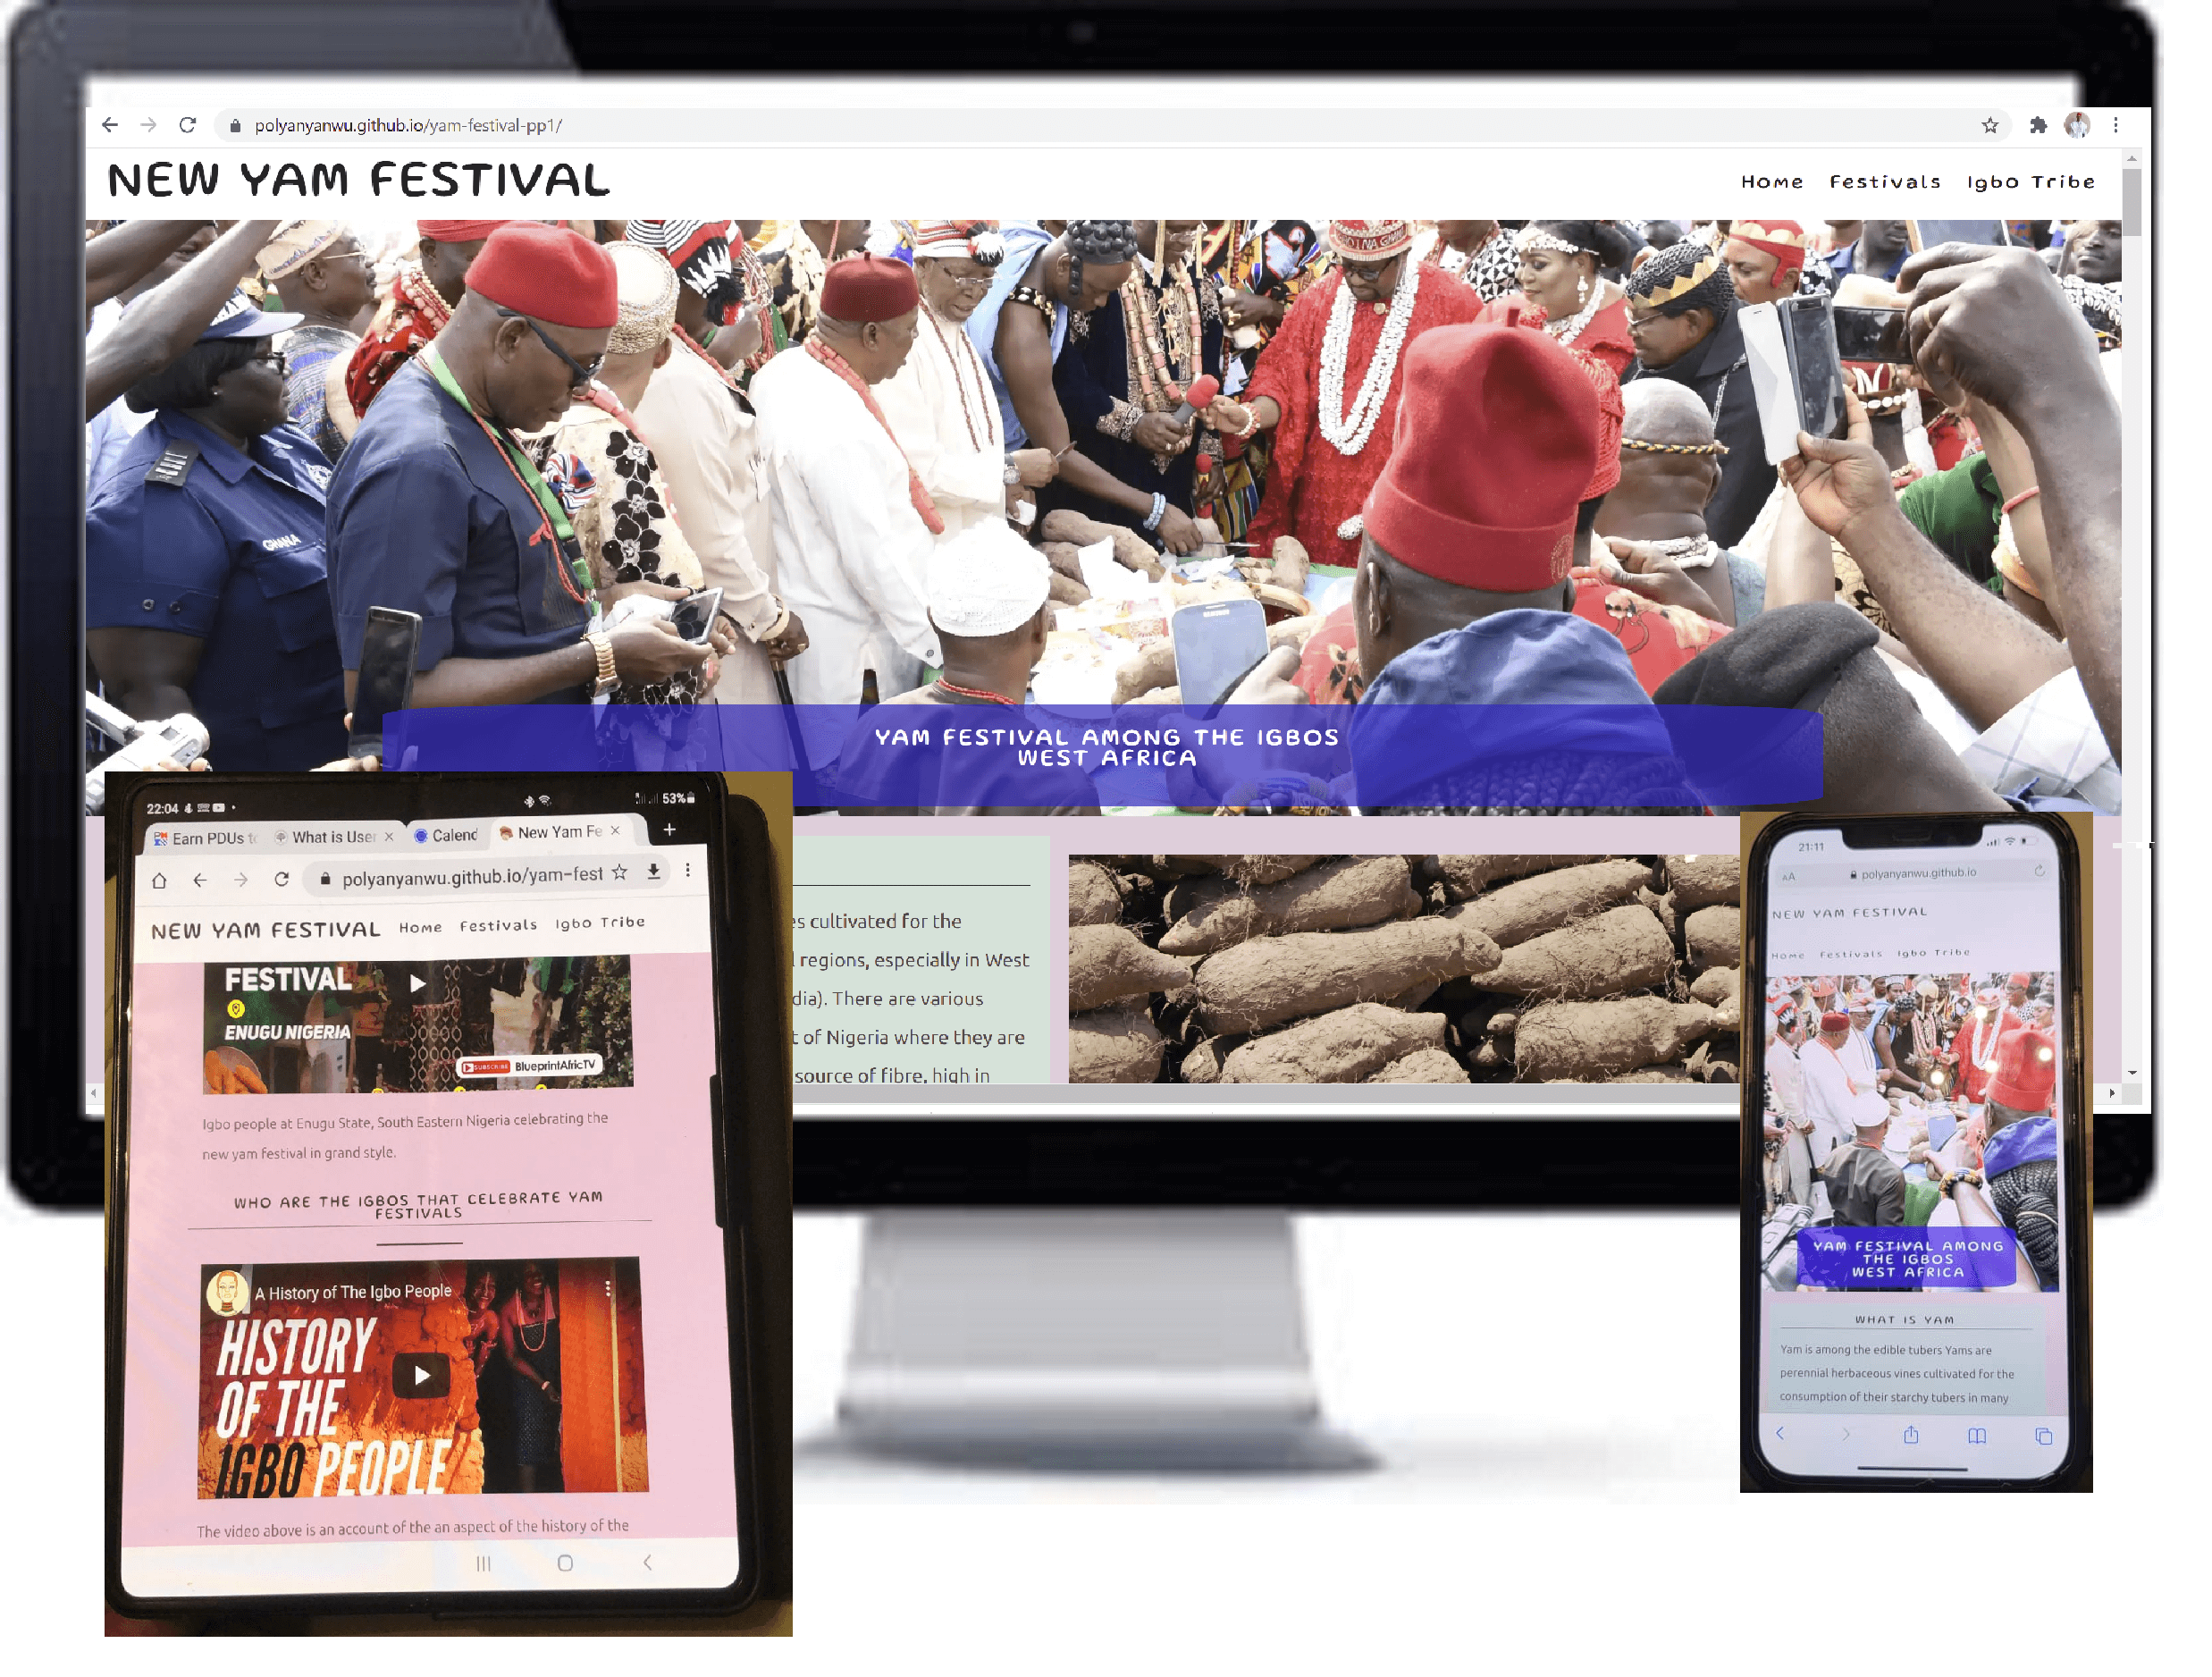 polyanyanwu.github.io/yam-festival-pp1/
NEW YAM FESTIVAL
Home Festivals Igbo Tribe
GHANA
SAMSUNG
YAM FESTIVAL AMONG THE IGBOS
WEST AFRICA
es cultivated for the
regions, especially in West
dia). There are various
t of Nigeria where they are
source of fibre, high in
22:04
53%
Earn PDUs to
What is User
Calend
New Yam Fe
polyanyanwu.github.io/yam-fest
NEW YAM FESTIVAL Home Festivals Igbo Tribe
FESTIVAL
ENUGU NIGERIA
SUBSCRIBE BlueprintAfricTV
Igbo people at Enugu State, South Eastern Nigeria celebrating the
new yam festival in grand style.
WHO ARE THE IGBOS THAT CELEBRATE YAM
FESTIVALS
A History of The Igbo People
HISTORY
OF THE
IGBO PEOPLE
The video above is an account of the an aspect of the history of the
21:11
AA polyanyanwu.github.io
NEW YAM FESTIVAL
Home Festivals Igbo Tribe
YAM FESTIVAL AMONG
THE IGBOS
WEST AFRICA
WHAT IS YAM
Yam is among the edible tubers Yams are
perennial herbaceous vines cultivated for the
consumption of their starchy tubers in many